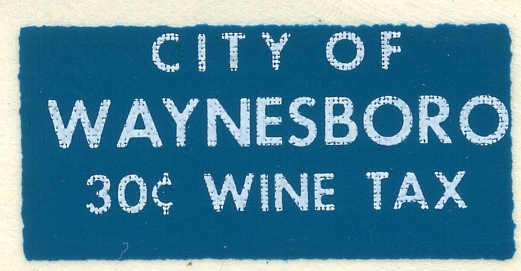 CITY OF
WAYNESBORO
30¢ WINE TAX